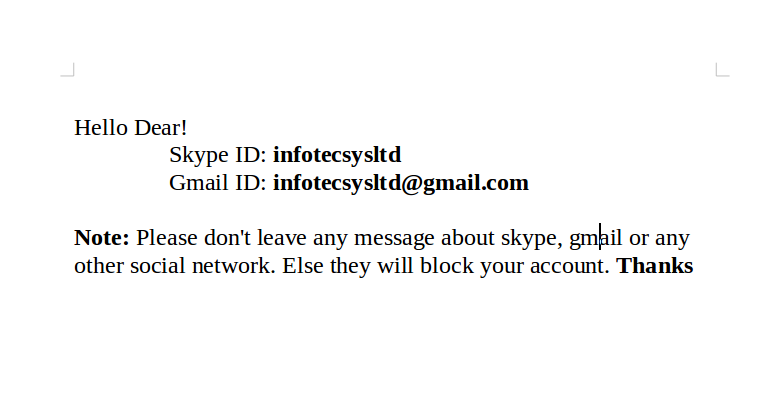 Hello Dear!
Skype ID: infotecsysltd
Gmail ID: infotecsysltd@gmail.com
Note: Please don't leave any message about skype, gmail or any
other social network. Else they will block your account. Thanks